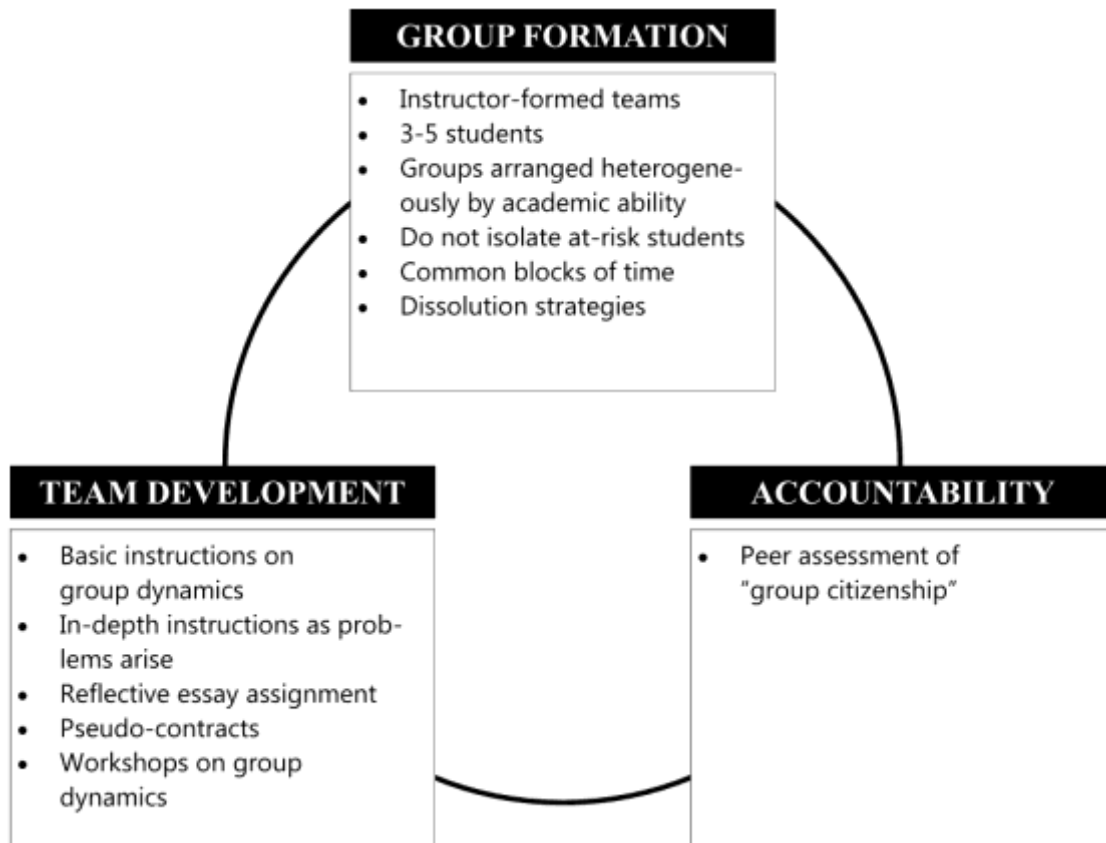 GROUP FORMATION
• Instructor-formed teams
• 3-5 students
• Groups arranged heterogene-
ously by academic ability
• Do not isolate at-risk students
• Common blocks of time
• Dissolution strategies
TEAM DEVELOPMENT
• Basic instructions on
group dynamics
• In-depth instructions as prob-
lems arise
• Reflective essay assignment
• Pseudo-contracts
• Workshops on group
dynamics
ACCOUNTABILITY
• Peer assessment of
"group citizenship"